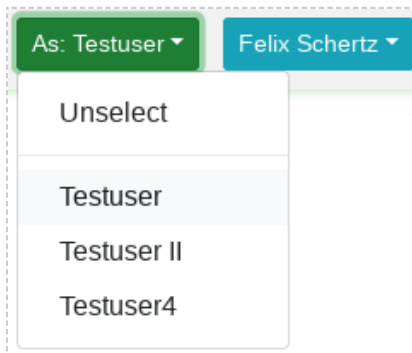 As: Testuser Felix Schertz
Unselect
Testuser
Testuser II
Testuser4